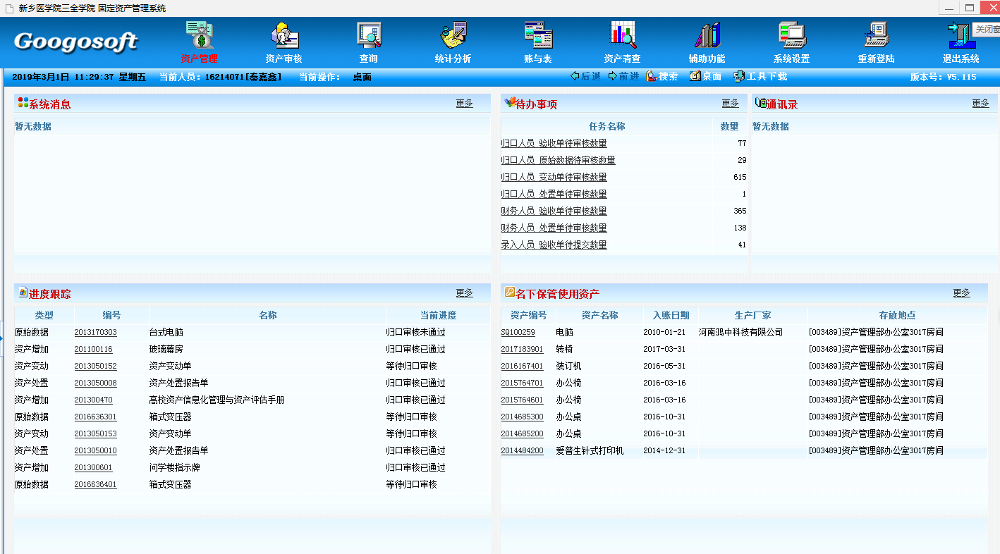 新乡医学院三全学院 固定资产管理系统
Googosoft
资产管理 资产审核 查询 统计分析 账与表 资产清查 辅助功能 系统设置 重新登陆 退出系统
关闭窗
2019年3月1日 11:29:37 星期五 当前人员：16214071[秦嘉鑫] 当前操作： 桌面 后退 前进 搜索 桌面 工具下载 版本号：V5.115
系统消息 更多
暂无数据
待办事项 更多
任务名称 数量
归口人员 验收单待审核数量 77
归口人员 原始数据待审核数量 29
归口人员 变动单待审核数量 615
归口人员 处置单待审核数量 1
财务人员 验收单待审核数量 365
财务人员 处置单待审核数量 138
录入人员 验收单待提交数量 41
通讯录 更多
暂无数据
进度跟踪 更多
类型 编号 名称 当前进度
原始数据 2013170303 台式电脑 归口审核未通过
资产增加 201100116 玻璃幕房 归口审核已通过
资产变动 2013050152 资产变动单 等待归口审核
资产处置 2013050008 资产处置报告单 归口审核已通过
资产增加 201300470 高校资产信息化管理与资产评估手册 归口审核已通过
原始数据 2016636301 箱式变压器 等待归口审核
资产变动 2013050153 资产变动单 等待归口审核
资产处置 2013050010 资产处置报告单 归口审核已通过
资产增加 201300601 问学楼指示牌 归口审核已通过
原始数据 2016636401 箱式变压器 等待归口审核
名下保管使用资产 更多
资产编号 资产名称 入账日期 生产厂家 存放地点
SQ100259 电脑 2010-01-21 河南鸿中科技有限公司 [003489]资产管理部办公室3017房间
2017183901 转椅 2017-03-31 [003489]资产管理部办公室3017房间
2016167401 装订机 2016-05-31 [003489]资产管理部办公室3017房间
2015764701 办公椅 2016-03-16 [003489]资产管理部办公室3017房间
2015764601 办公椅 2016-03-16 [003489]资产管理部办公室3017房间
2014685300 办公桌 2016-10-31 [003489]资产管理部办公室3017房间
2014685200 办公桌 2016-10-31 [003489]资产管理部办公室3017房间
2014484200 爱普生针式打印机 2014-12-31 [003489]资产管理部办公室3017房间